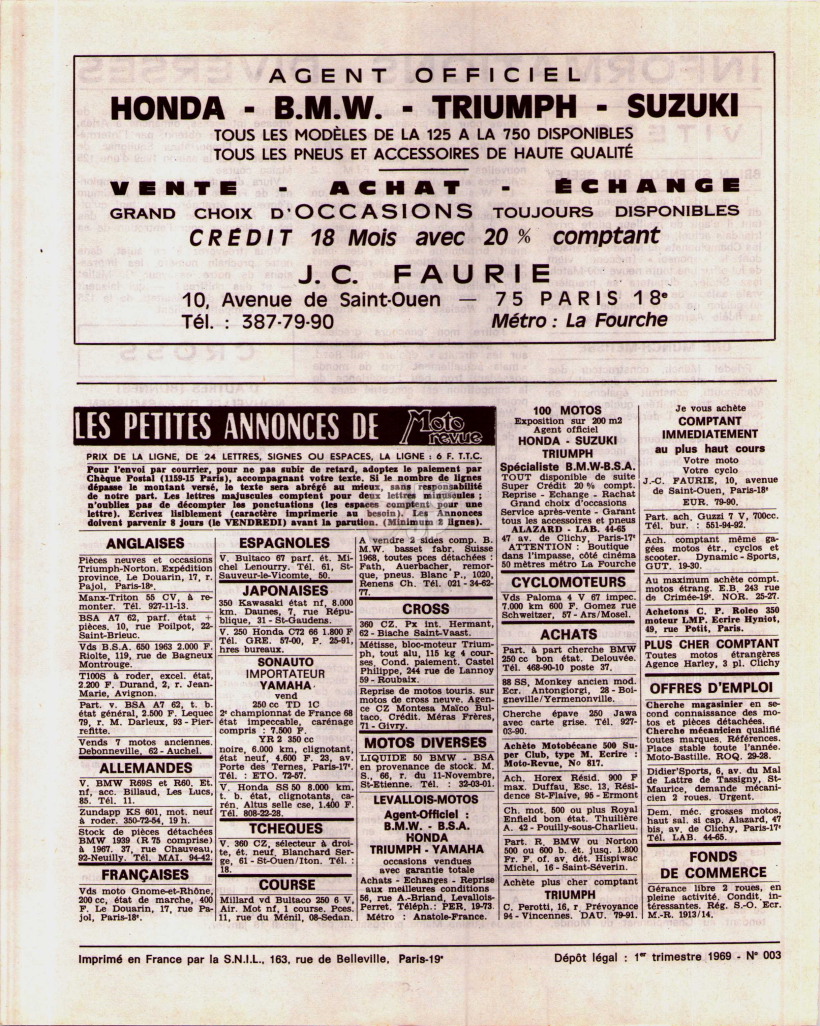 AGENT OFFICIEL
HONDA - B.M.W. - TRIUMPH - SUZUKI
TOUS LES MODÈLES DE LA 125 A LA 750 DISPONIBLES
TOUS LES PNEUS ET ACCESSOIRES DE HAUTE QUALITÉ
VENTE - ACHAT - ÉCHANGE
GRAND CHOIX D'OCCASIONS TOUJOURS DISPONIBLES
CRÉDIT 18 Mois avec 20 % comptant
J. C. FAURIE
10, Avenue de Saint-Ouen — 75 PARIS 18e
Tél. : 387-79-90 Métro : La Fourche
LES PETITES ANNONCES DE Moto revue
PRIX DE LA LIGNE, DE 24 LETTRES, SIGNES OU ESPACES, LA LIGNE : 6 F. T.T.C.
Pour l'envoi par courrier, pour ne pas subir de retard, adoptez le paiement par
Chèque Postal (1159-15 Paris), accompagnant votre texte. Si le nombre de lignes
dépasse le montant versé, le texte sera abrégé au mieux, sans responsabilité
de notre part. Les lettres majuscules comptent pour deux lettres minuscules ;
n'oubliez pas de décompter les ponctuations (les espaces comptent pour une
lettre). Ecrivez lisiblement (caractère imprimerie au besoin). Les Annonces
doivent parvenir 8 jours (le VENDREDI) avant la parution. (Minimum 2 lignes).
ANGLAISES
Pièces neuves et occasions
Triumph-Norton. Expédition
province. Le Douarin, 17, r.
Pajol, Paris-18e.
Manx-Triton 55 CV, à re-
monter. Tél. 927-11-13.
BSA A7 62, parf. état +
pièces. 10, rue Poilpot, 22-
Saint-Brieuc.
Vds B.S.A. 650 1963 2.000 F.
Riolte, 119, rue de Bagneux
Montrouge.
T100S à roder, excel. état,
2.200 F. Durand, 2, r. Jean-
Marie, Avignon.
Part. v. BSA A7 62, t. b.
état général, 2.500 F. Lequec
79, r. M. Darieux, 93 - Pier-
refitte.
Vends 7 motos anciennes.
Debonneville, 62 - Auchel.
ALLEMANDES
V. BMW R69S et R60. Et.
nf, acc. Billaud, Les Lucs,
85. Tél. 11.
Zundapp KS 601, mot. neuf
à roder. 350-72-54, 19 h.
Stock de pièces détachées
BMW 1939 (R 75 comprise)
à 1967. 37, rue Chauveau,
92-Neuilly. Tél. MAI. 94-42.
FRANÇAISES
Vds moto Gnome-et-Rhône,
200 cc, état de marche, 400
F. Le Douarin, 17, rue Pa-
jol, Paris-18e.
ESPAGNOLES
V. Bultaco 67 parf. ét. Mi-
chel Lenourry. Tél. 61, St-
Sauveur-le-Vicomte, 50.
JAPONAISES
350 Kawasaki état nf, 8.000
km. Daunes, 7, rue Répu-
blique, 31 - St-Gaudens.
V. 250 Honda C72 66 1.800 F
Tél. GRE. 57-00, P. 25-91,
hres bureaux.
SONAUTO
IMPORTATEUR
YAMAHA
vend
250 cc TD 1C
2e championnat de France 68
état impeccable, carénage
compris : 7.500 F.
YR 2 350 cc
noire, 6.000 km, clignotant,
état neuf, 4.600 F. 23, av.
Porte des Ternes, Paris-17e.
Tél. : ETO. 72-57.
V. Honda SS 50 8.000 km
t. b. état, clignotants, ca-
rén. Altus selle cse, 1.400 F.
Tél. 808-22-28.
TCHEQUES
V. 360 CZ, sélecteur à droi-
te, ét. neuf. Blanchard Ser-
ge, 61 - St-Ouen/Iton. Tél. :
18.
COURSE
Millard vd Bultaco 250 6 V.
Air. Mot nf, 1 course. Pces.
11, rue du Ménil, 08-Sedan.
A vendre 2 sides comp. B.
M.W. basset fabr. Suisse
1968, toutes pces détachées :
Fath, Auerbacher, remor-
que, pneus. Blanc P., 1020,
Renens CH. Tél. 021 - 34-62-
77.
CROSS
360 CZ. Px int. Hermant,
62 - Biache Saint-Vaast.
Métisse, bloc-moteur Trium-
ph, tout alu, 115 kg 4 cour-
ses, Cond. paiement. Castel
Philippe, 244 rue de Lannoy
59 - Roubaix.
Reprise de motos touris. sur
motos de cross neuve. Agen-
ce CZ Montesa Maïco Bul-
taco, Crédit. Méras Frères,
71 - Givry.
MOTOS DIVERSES
LIQUIDE 50 BMW - BSA
en provenance de stock. M.
S., 66, r. du 11-Novembre,
St-Etienne. Tél. : 32-03-01.
LEVALLOIS-MOTOS
Agent-Officiel :
B.M.W. - B.S.A.
HONDA
TRIUMPH - YAMAHA
occasions vendues
avec garantie totale
Achats - Echanges - Reprise
aux meilleures conditions
56, rue A.-Briand, Levallois-
Perret. Téléph.: PER, 19-73.
Métro : Anatole-France.
100 MOTOS
Exposition sur 200 m2
Agent officiel
HONDA - SUZUKI
TRIUMPH
Spécialiste B.M.W-B.S.A.
TOUT disponible de suite
Super Crédit 20 % compt.
Reprise - Echange - Rachat
Grand choix d'occasions
Service après-vente - Garant
tous les accessoires et pneus
ALAZARD - LAB. 44-65
47 av. de Clichy, Paris-17e
ATTENTION : Boutique
dans l'impasse, côté cinéma
50 mètres métro La Fourche
CYCLOMOTEURS
Vds Paloma 4 V 67 impec.
7.000 km 600 F. Gomez rue
Schweitzer, 57 - Ars/Mosel.
ACHATS
Part. à part cherche BMW
250 cc bon état. Delouvée.
Tél. 468-90-10 poste 37.
88 SS, Monkey ancien mod.
Ecr. Antongiorgi, 28 - Boi-
gneville/Yermenonville.
Cherche épave 250 Jawa
avec carte grise. Tél. 927-
03-90.
Achète Motobécane 500 Su-
per Club, type M. Ecrire :
Moto-Revue, No 817.
Ach. Horex Résid. 900 F
max. Duffau, Esc. 13, Rési-
dence St-Flaive, 95 - Ermont
Ch. mot. 500 ou plus Royal
Enfield bon état. Thuilière
A. 42 - Pouilly-sous-Charlieu.
Part. R. BMW ou Norton
500 ou 600 b. ét. jusq. 1.800
Fr. F. of. av. dét. Hispiwac
Michel, 16 - Saint-Séverin.
Achète plus cher comptant
TRIUMPH
C. Perotti, 16, r. Prévoyance
94 - Vincennes. DAU. 79-91.
Je vous achète
COMPTANT
IMMEDIATEMENT
au plus haut cours
Votre moto
Votre cyclo
J.-C. FAURIE, 10, avenue
de Saint-Ouen, Paris-18e
EUR. 79-90.
Part. ach. Guzzi 7 V, 700cc.
Tél. bur. : 551-94-92.
Ach. comptant même ga-
gées motos étr., cyclos et
scooter. Dynamic - Sports,
GUT. 19-30.
Au maximum achète compt.
motos étrang. E.B. 243 rue
de Crimée-19e. NOR. 25-27.
Achetons C. P. Roleo 350
moteur LMP. Ecrire Hyniot,
49, rue Petit, Paris.
PLUS CHER COMPTANT
Toutes motos étrangères
Agence Harley, 3 pl. Clichy
OFFRES D'EMPLOI
Cherche magasinier en se-
cond connaissance des mo-
tos et pièces détachées.
Cherche mécanicien qualifié
toutes marques. Références.
Place stable toute l'année.
Moto-Bastille. ROQ. 29-28.
Didier'Sports, 6, av. du Mal
de Lattre de Tassigny, St-
Maurice, demande mécani-
cien 2 roues. Urgent.
Dem. méc. grosses motos,
haut sal. si cap. Alazard, 47
bis, av. de Clichy, Paris-17e
Tél. LAB. 44-65.
FONDS
DE COMMERCE
Gérance libre 2 roues, en
pleine activité. Condit. in-
téressantes. Rég. S.-O. Ecr.
M.-R. 1913/14.
Imprimé en France par la S.N.I.L., 163, rue de Belleville, Paris-19e Dépôt légal : 1er trimestre 1969 - N° 003